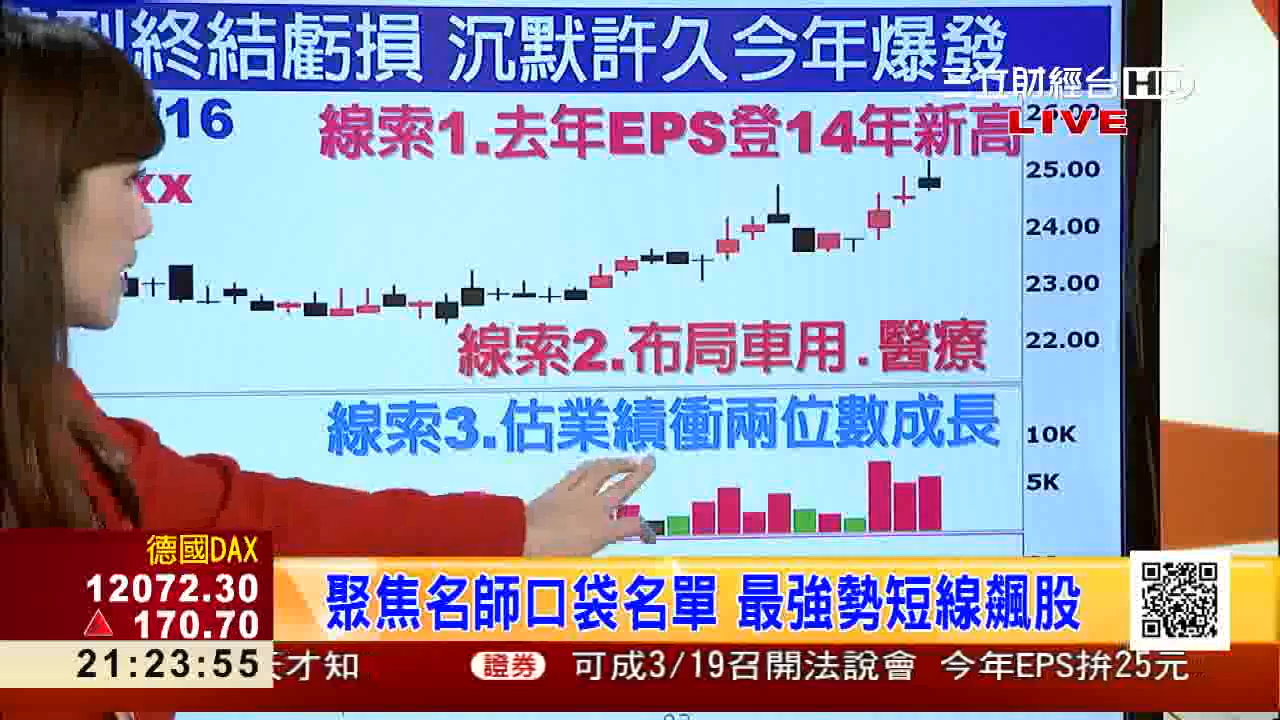 終結虧損 沉默許久今年爆發
三立財經台HD
LIVE
/16
線索1.去年EPS登14年新高
XX
26.00
25.00
24.00
23.00
22.00
線索2.布局車用.醫療
線索3.估業績衝兩位數成長
10K
5K
德國DAX
12072.30
▲ 170.70
聚焦名師口袋名單 最強勢短線飆股
21:23:55
才知 證券 可成3/19召開法說會 今年EPS拚25元